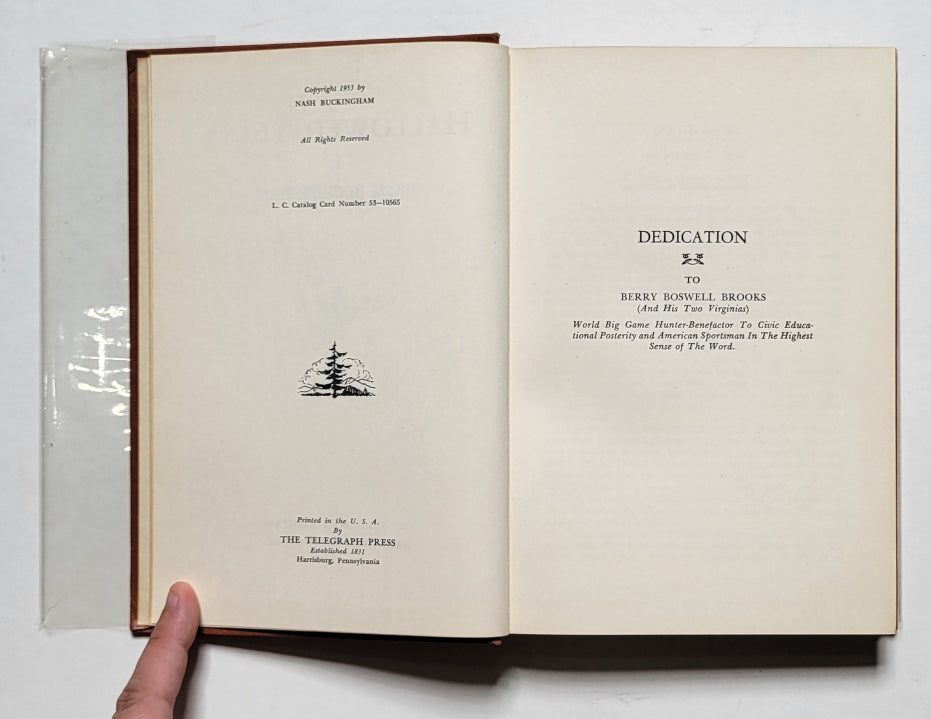 Copyright 1953 by
NASH BUCKINGHAM
All Rights Reserved
L. C. Catalog Card Number 53—10565
Printed in the U. S. A.
By
THE TELEGRAPH PRESS
Established 1831
Harrisburg, Pennsylvania
DEDICATION
TO
BERRY BOSWELL BROOKS
(And His Two Virginias)
World Big Game Hunter-Benefactor To Civic Educa-
tional Posterity and American Sportsman In The Highest
Sense of The Word.